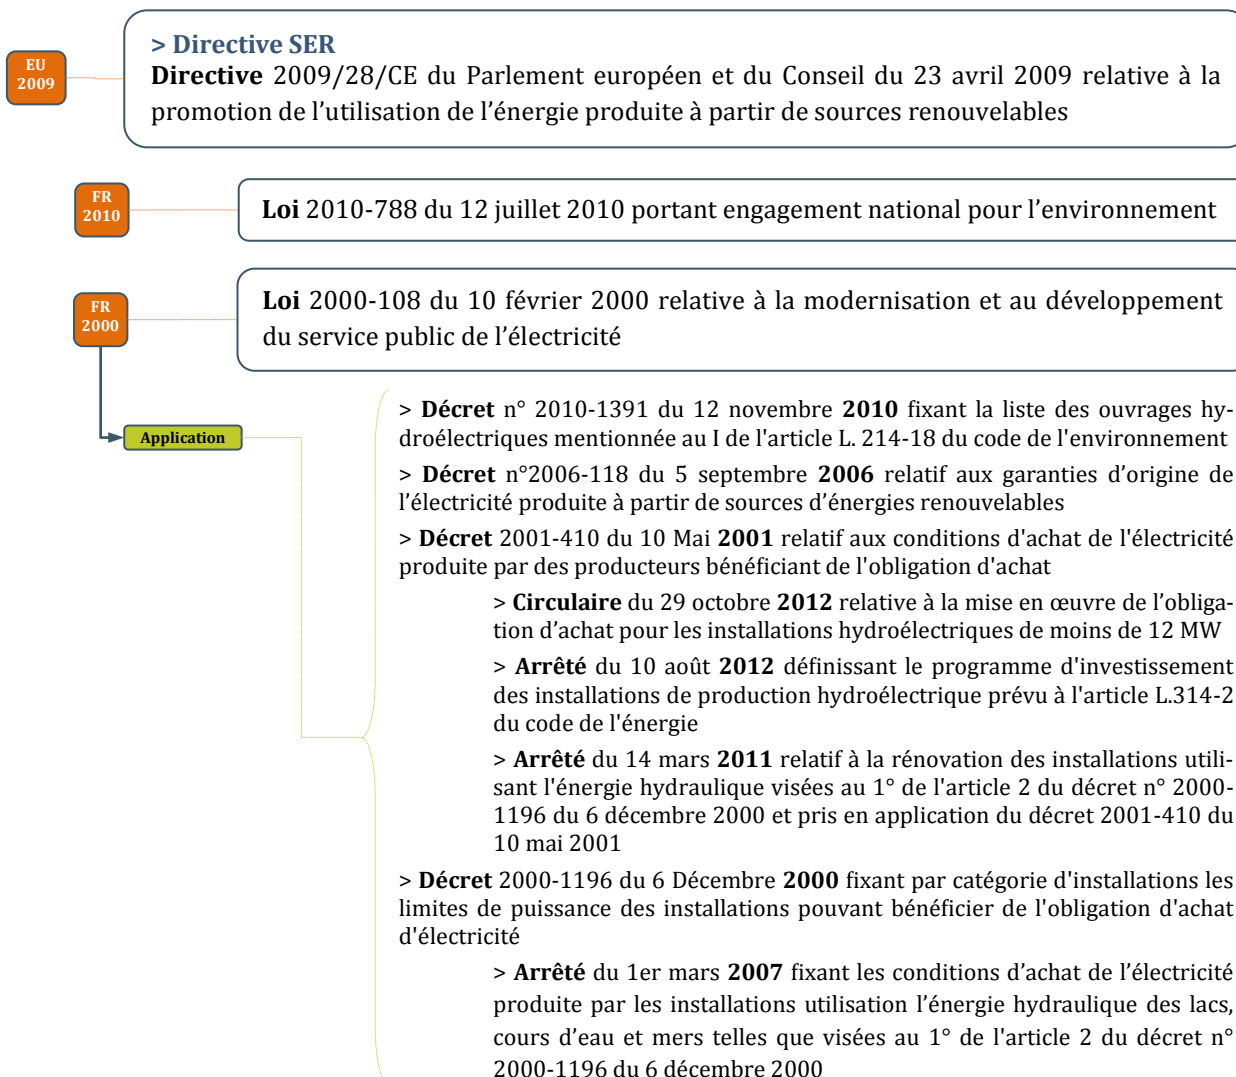 EU
2009
> Directive SER
Directive 2009/28/CE du Parlement européen et du Conseil du 23 avril 2009 relative à la
promotion de l’utilisation de l’énergie produite à partir de sources renouvelables
FR
2010
Loi 2010-788 du 12 juillet 2010 portant engagement national pour l’environnement
FR
2000
Loi 2000-108 du 10 février 2000 relative à la modernisation et au développement
du service public de l’électricité
Application
> Décret n° 2010-1391 du 12 novembre 2010 fixant la liste des ouvrages hy-
droélectriques mentionnée au I de l'article L. 214-18 du code de l'environnement
> Décret n°2006-118 du 5 septembre 2006 relatif aux garanties d’origine de
l’électricité produite à partir de sources d’énergies renouvelables
> Décret 2001-410 du 10 Mai 2001 relatif aux conditions d'achat de l'électricité
produite par des producteurs bénéficiant de l'obligation d'achat
> Circulaire du 29 octobre 2012 relative à la mise en œuvre de l’obliga-
tion d’achat pour les installations hydroélectriques de moins de 12 MW
> Arrêté du 10 août 2012 définissant le programme d'investissement
des installations de production hydroélectrique prévu à l'article L.314-2
du code de l'énergie
> Arrêté du 14 mars 2011 relatif à la rénovation des installations utili-
sant l'énergie hydraulique visées au 1° de l'article 2 du décret n° 2000-
1196 du 6 décembre 2000 et pris en application du décret 2001-410 du
10 mai 2001
> Décret 2000-1196 du 6 Décembre 2000 fixant par catégorie d'installations les
limites de puissance des installations pouvant bénéficier de l'obligation d'achat
d'électricité
> Arrêté du 1er mars 2007 fixant les conditions d’achat de l’électricité
produite par les installations utilisation l’énergie hydraulique des lacs,
cours d’eau et mers telles que visées au 1° de l'article 2 du décret n°
2000-1196 du 6 décembre 2000